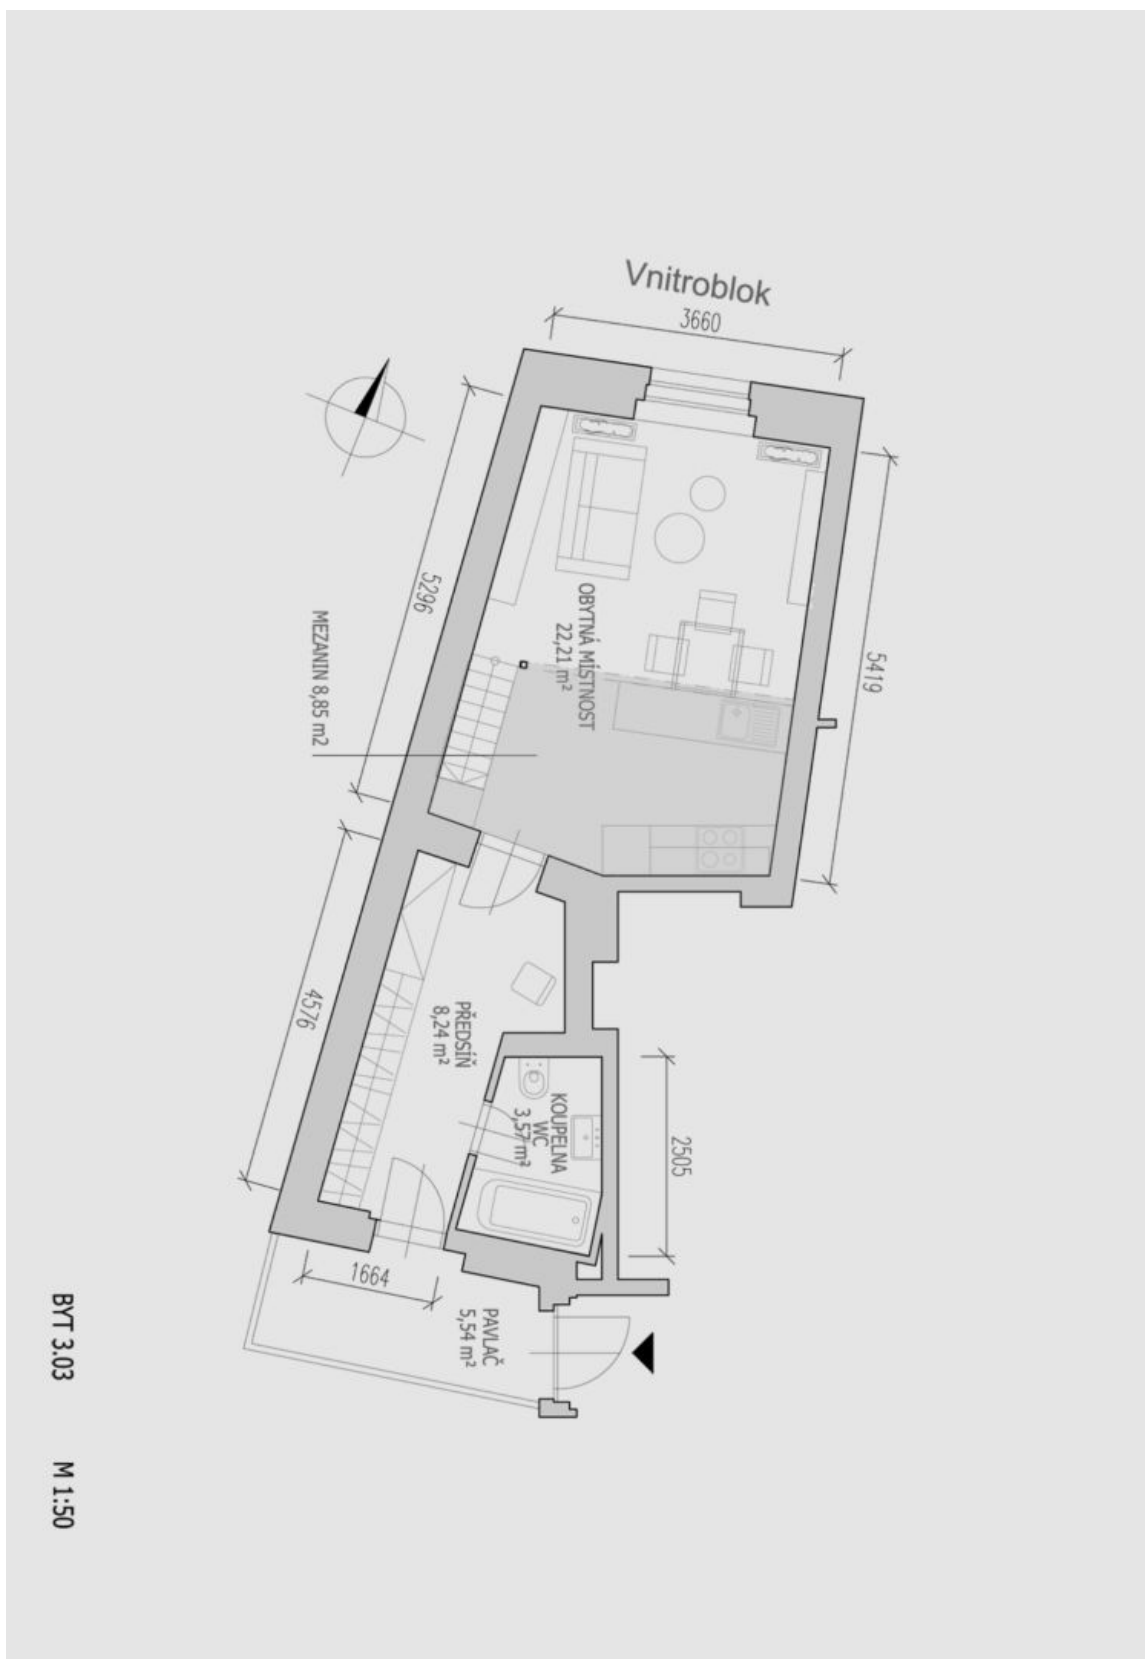 Vnitroblok
3660
5296
5419
OBYTNÁ MÍSTNOST
22,21 m²
MEZANIN 8,85 m2
4576
PŘEDSÍŇ
8,24 m²
KOUPELNA
WC
3,57 m²
2505
1664
PAVLAČ
5,54 m²
BYT 3.03 M 1:50